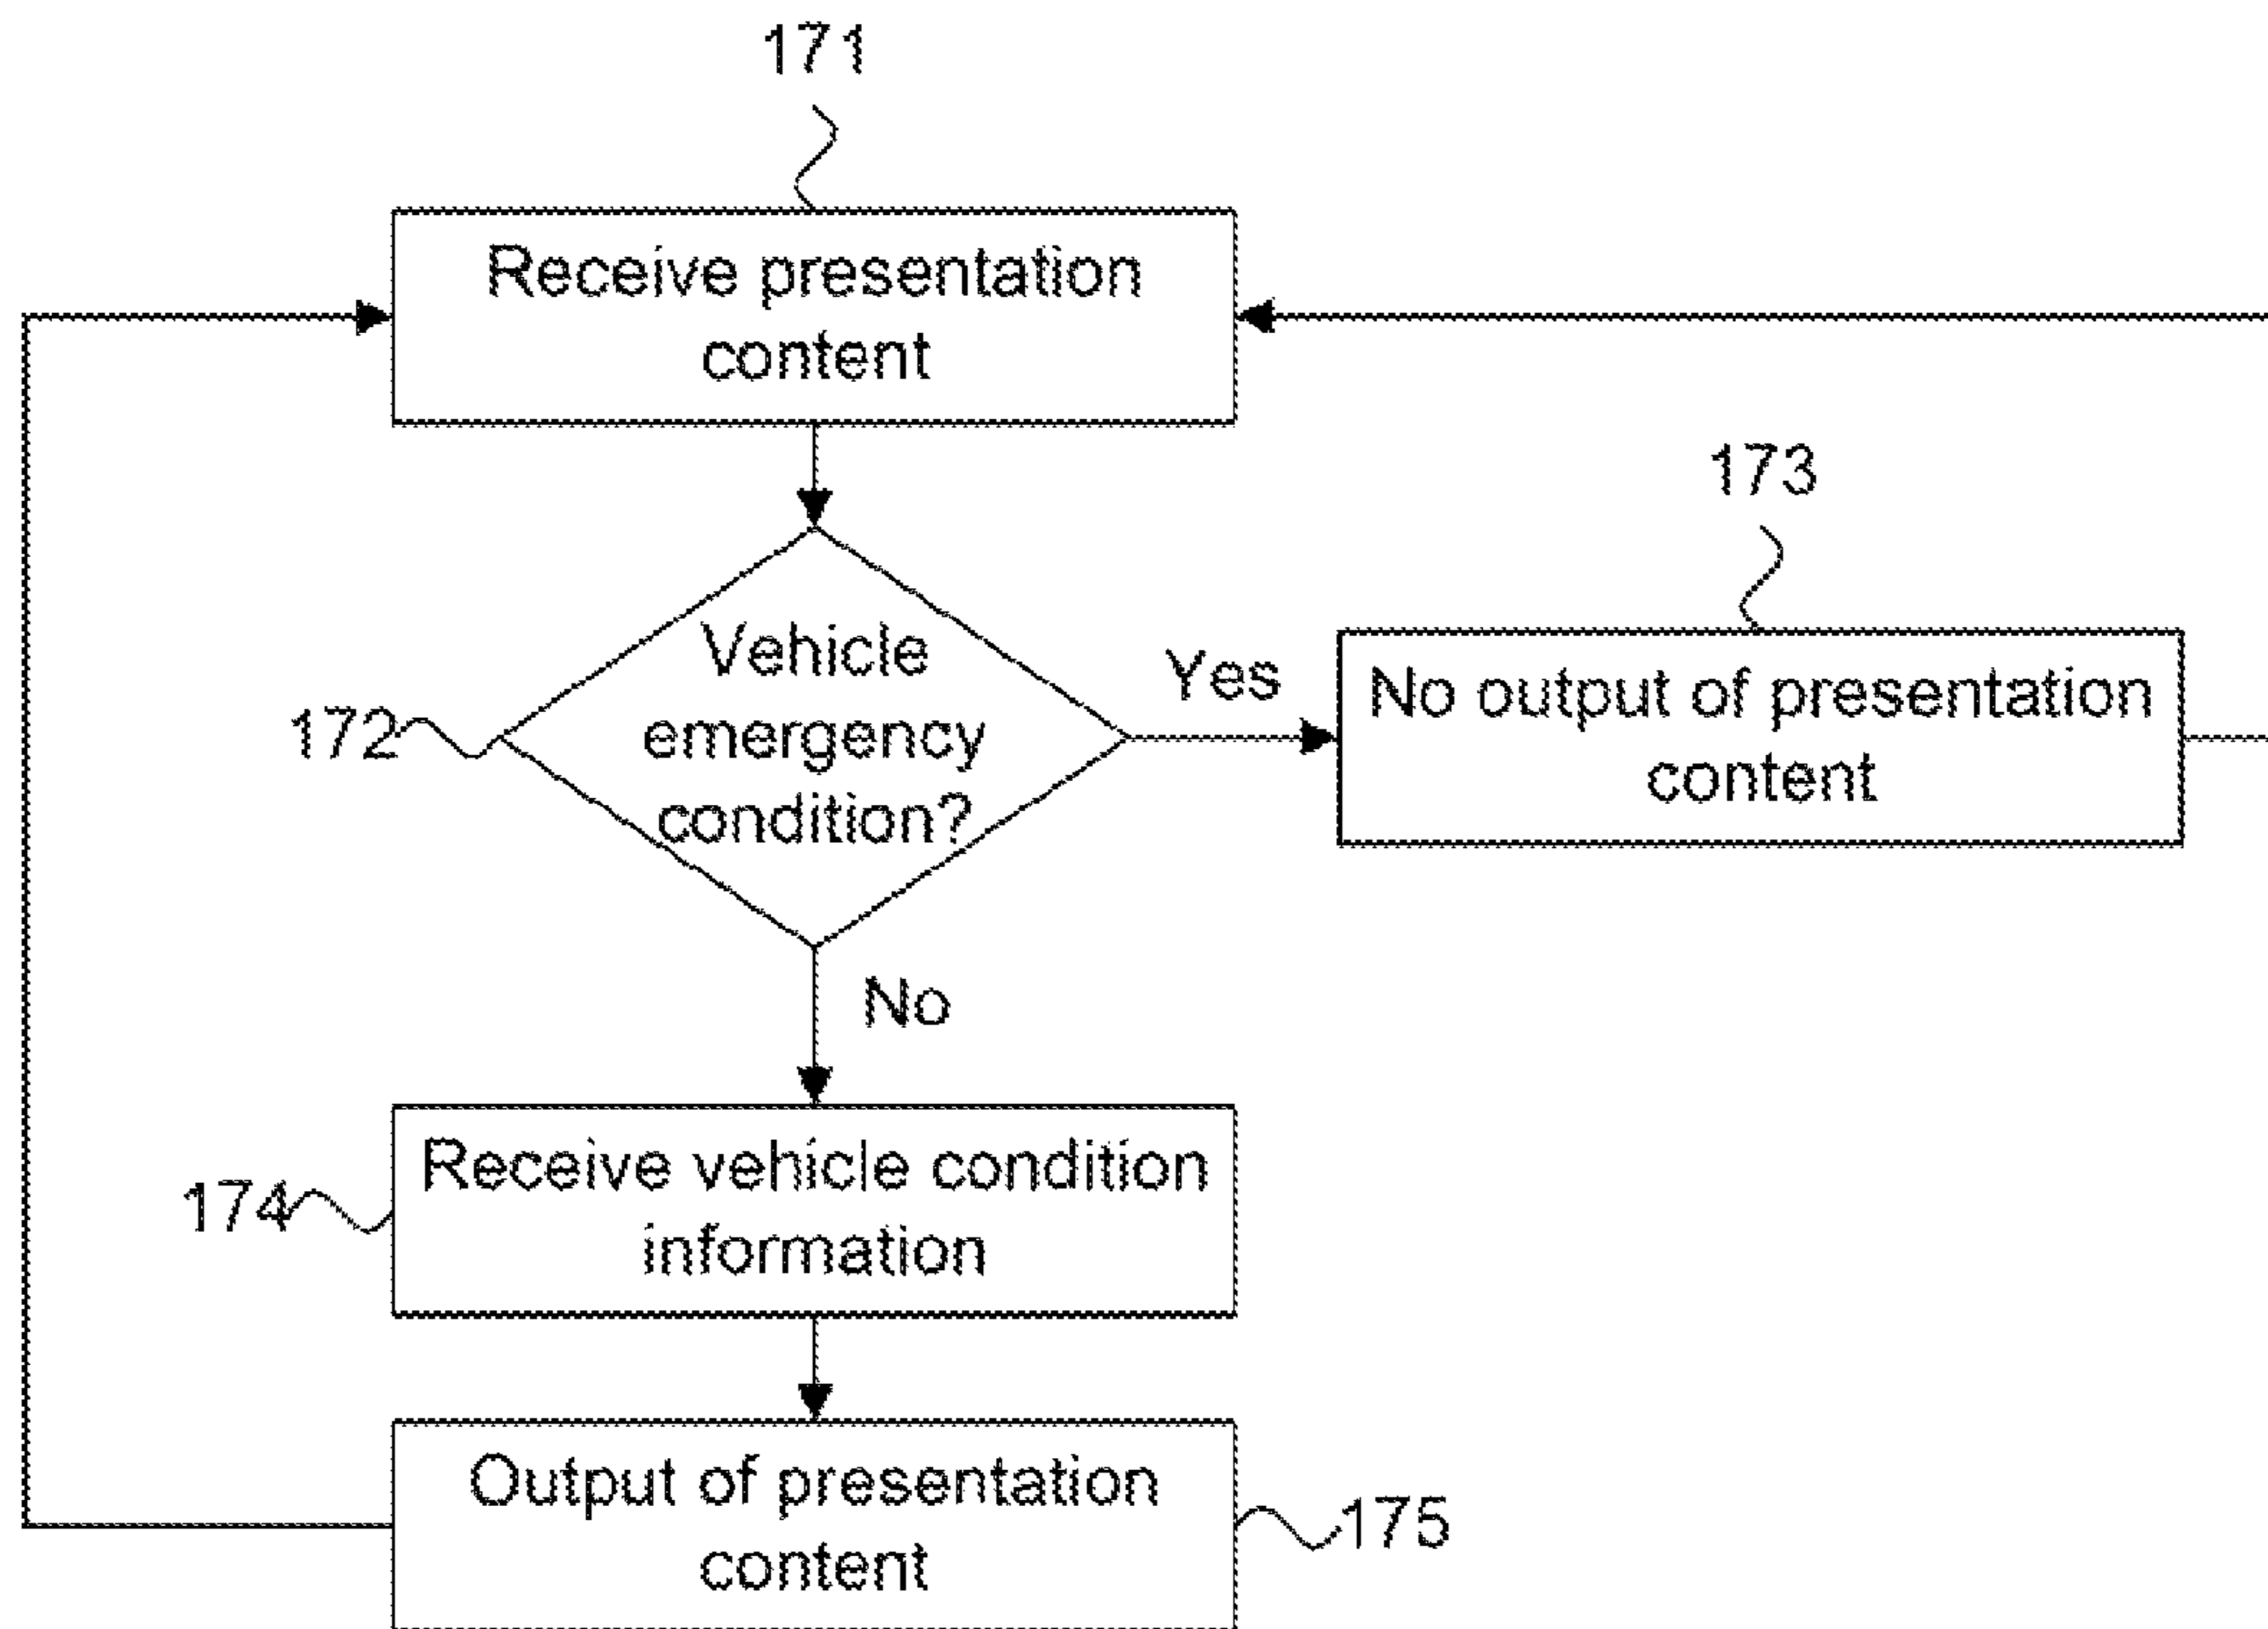 171
Receive presentation
content
173
Vehicle
emergency
condition?
172
Yes
No output of presentation
content
No
Receive vehicle condition
information
174
Output of presentation
content
175